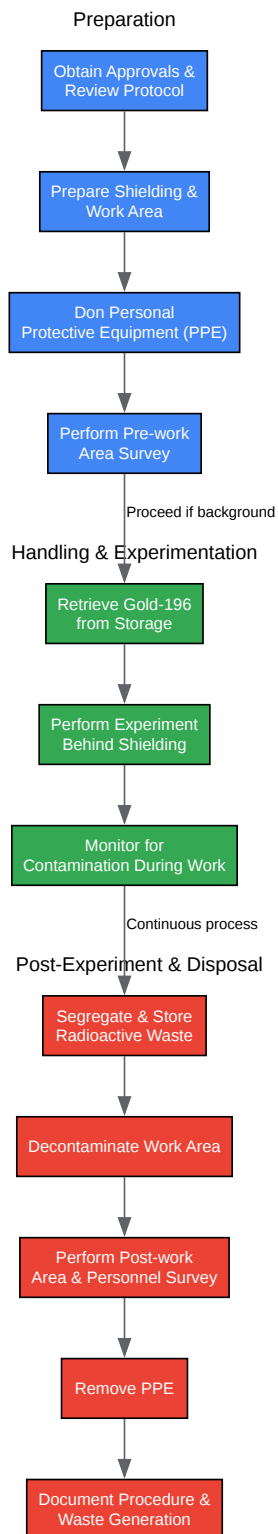 Preparation
Obtain Approvals &
Review Protocol
Prepare Shielding &
Work Area
Don Personal
Protective Equipment (PPE)
Perform Pre-work
Area Survey
Proceed if background
Handling & Experimentation
Retrieve Gold-196
from Storage
Perform Experiment
Behind Shielding
Monitor for
Contamination During Work
Continuous process
Post-Experiment & Disposal
Segregate & Store
Radioactive Waste
Decontaminate Work Area
Perform Post-work
Area & Personnel Survey
Remove PPE
Document Procedure &
Waste Generation